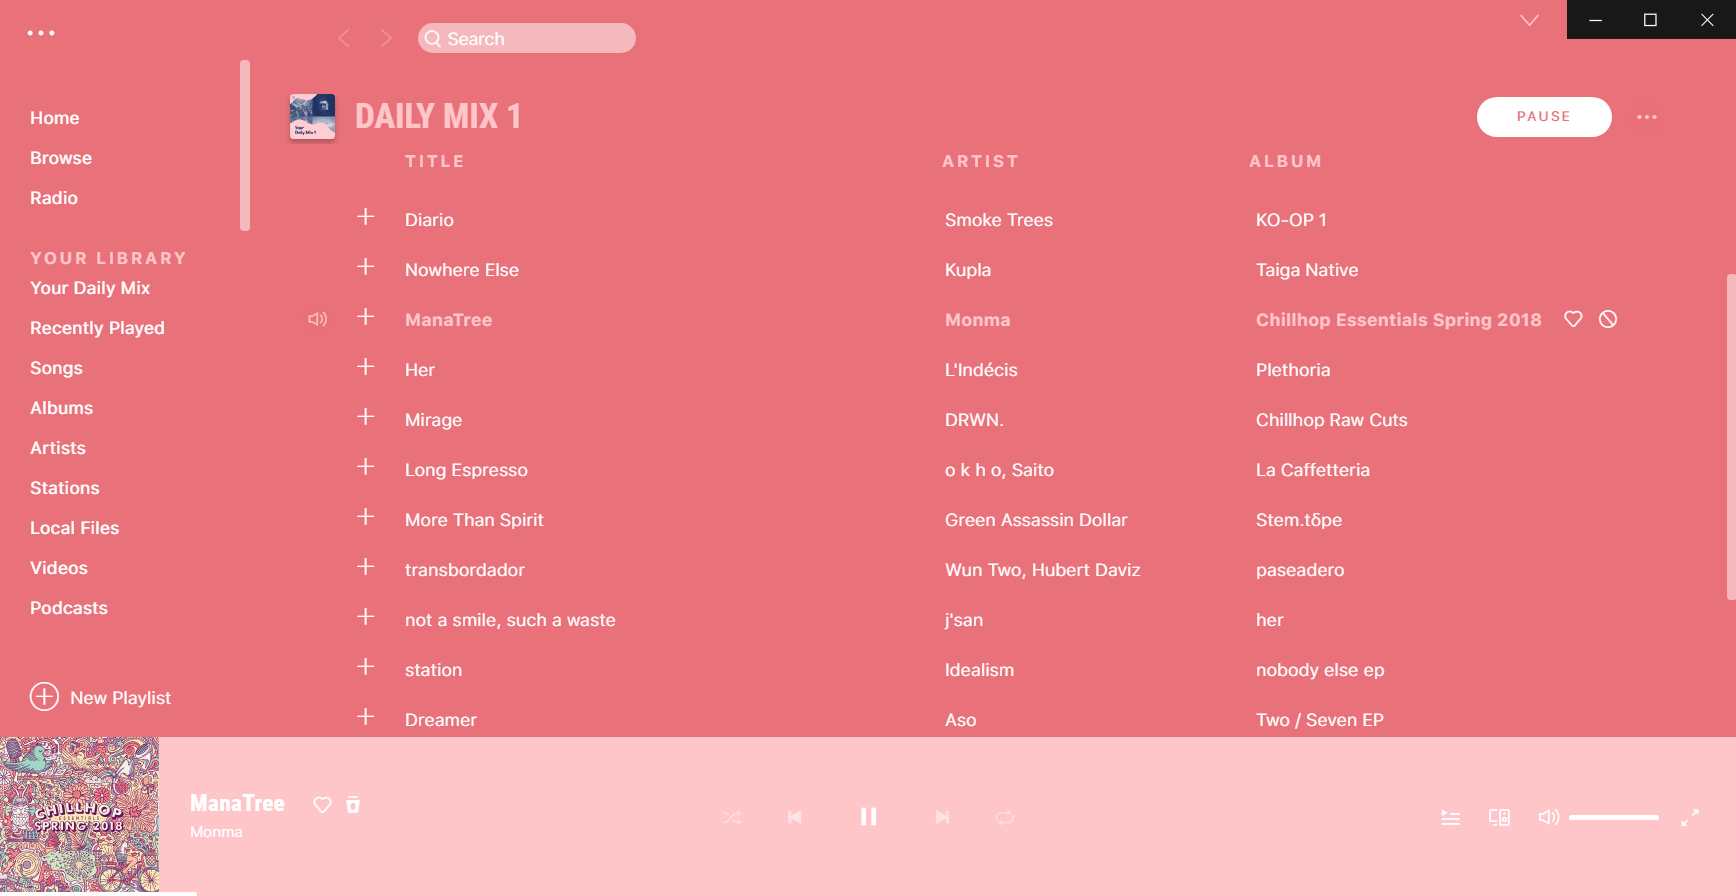 Search
Home
Browse
Radio
YOUR LIBRARY
Your Daily Mix
Recently Played
Songs
Albums
Artists
Stations
Local Files
Videos
Podcasts
New Playlist
Your
Daily Mix 1
DAILY MIX 1
PAUSE
TITLE ARTIST ALBUM
Diario Smoke Trees KO-OP 1
Nowhere Else Kupla Taiga Native
ManaTree Monma Chillhop Essentials Spring 2018
Her L'Indécis Plethoria
Mirage DRWN. Chillhop Raw Cuts
Long Espresso o k h o, Saito La Caffetteria
More Than Spirit Green Assassin Dollar Stem.tδpe
transbordador Wun Two, Hubert Daviz paseadero
not a smile, such a waste j'san her
station Idealism nobody else ep
Dreamer Aso Two / Seven EP
CHILLHOP
ESSENTIALS
SPRING 2018
ManaTree
Monma